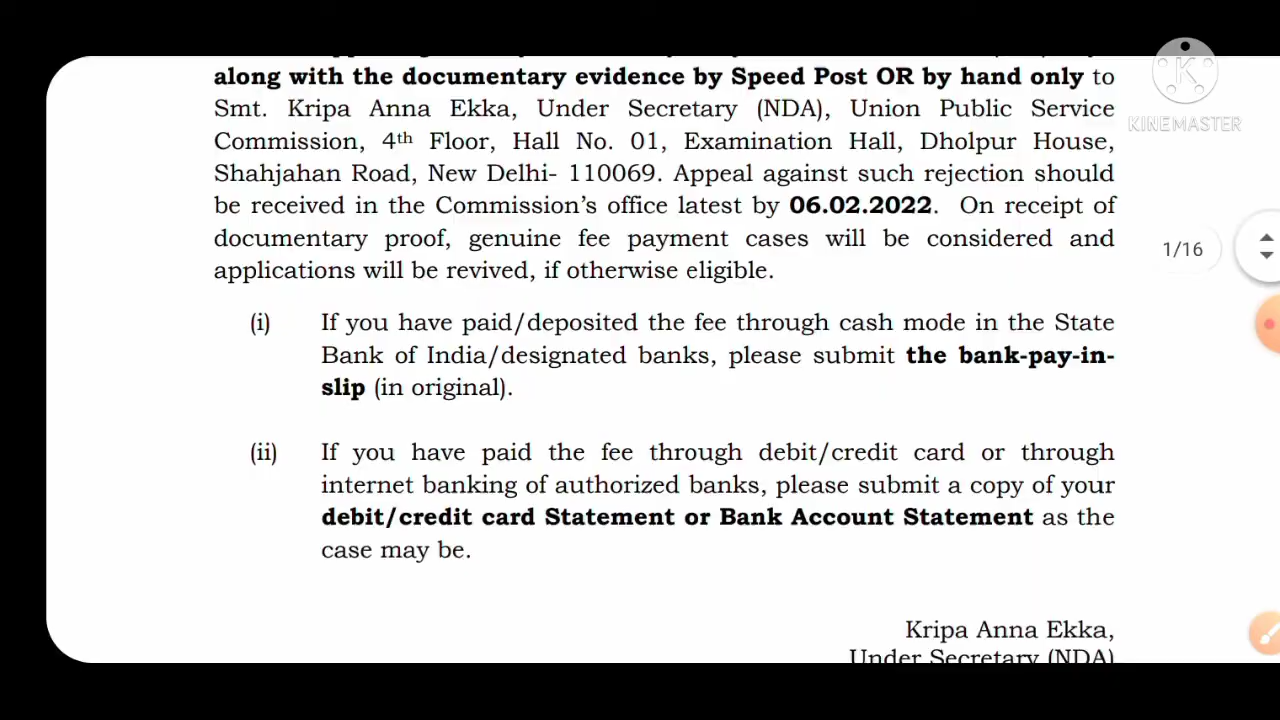 along with the documentary evidence by Speed Post OR by hand only to
Smt. Kripa Anna Ekka, Under Secretary (NDA), Union Public Service
Commission, 4th Floor, Hall No. 01, Examination Hall, Dholpur House,
Shahjahan Road, New Delhi- 110069. Appeal against such rejection should
be received in the Commission's office latest by 06.02.2022. On receipt of
documentary proof, genuine fee payment cases will be considered and
applications will be revived, if otherwise eligible.
(i) If you have paid/deposited the fee through cash mode in the State
Bank of India/designated banks, please submit the bank-pay-in-
slip (in original).
(ii) If you have paid the fee through debit/credit card or through
internet banking of authorized banks, please submit a copy of your
debit/credit card Statement or Bank Account Statement as the
case may be.
Kripa Anna Ekka,
Under Secretary (NDA)
1/16
K
KINEMASTER